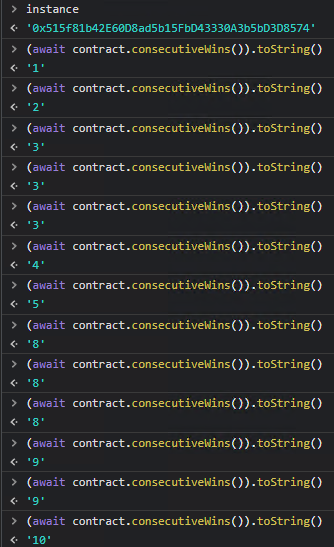 > instance
<· '0x515f81b42E60D8ad5b15FbD43330A3b5bD3D8574'
> (await contract.consecutiveWins()).toString()
<· '1'
> (await contract.consecutiveWins()).toString()
<· '2'
> (await contract.consecutiveWins()).toString()
<· '3'
> (await contract.consecutiveWins()).toString()
<· '3'
> (await contract.consecutiveWins()).toString()
<· '3'
> (await contract.consecutiveWins()).toString()
<· '4'
> (await contract.consecutiveWins()).toString()
<· '5'
> (await contract.consecutiveWins()).toString()
<· '8'
> (await contract.consecutiveWins()).toString()
<· '8'
> (await contract.consecutiveWins()).toString()
<· '8'
> (await contract.consecutiveWins()).toString()
<· '9'
> (await contract.consecutiveWins()).toString()
<· '9'
> (await contract.consecutiveWins()).toString()
<· '10'